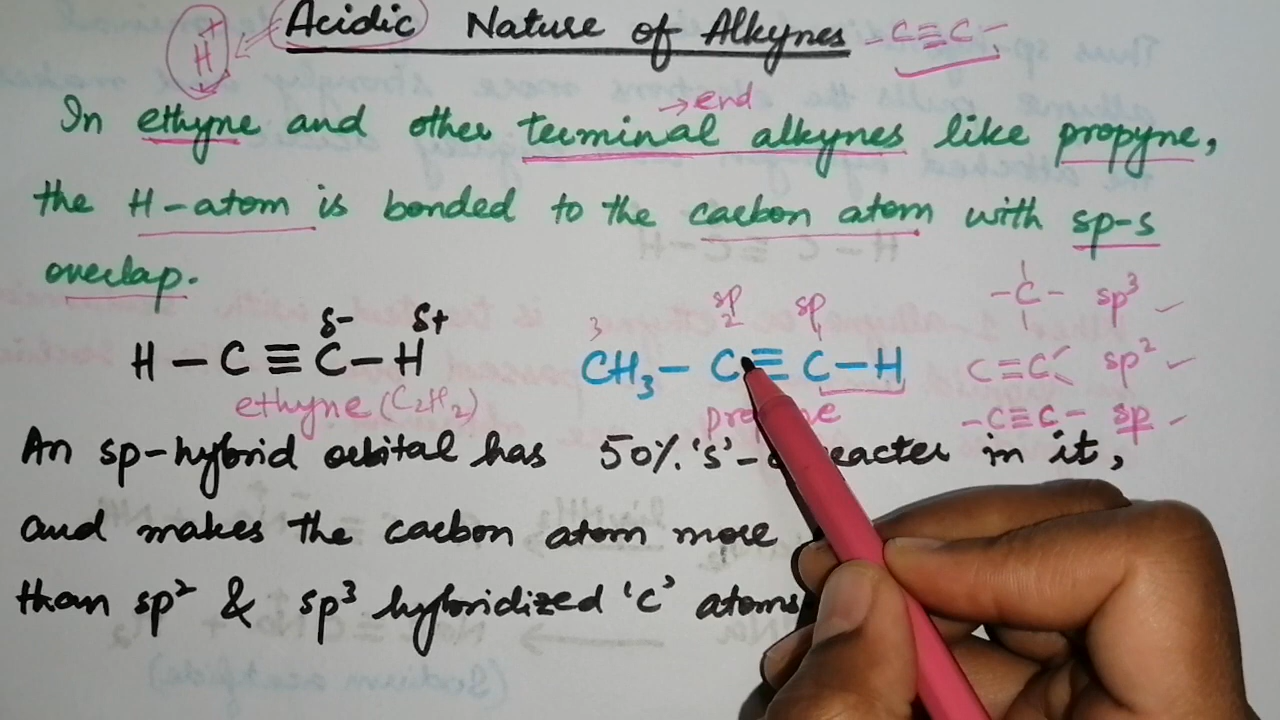 H⁺ Acidic Nature of Alkynes -C≡C-
→end
In ethyne and other terminal alkynes like propyne,
the H-atom is bonded to the carbon atom with sp-s
overlap.
-C- sp³
δ- δ+
H-C≡C-H
3 sp 2 sp 1
CH₃-C≡C-H
C=C sp²
ethyne (C₂H₂)
-C≡C- sp
An sp-hybrid orbital has 50% 's'- in it,
and makes the carbon atom more
than sp² & sp³ hybridized 'C' atoms